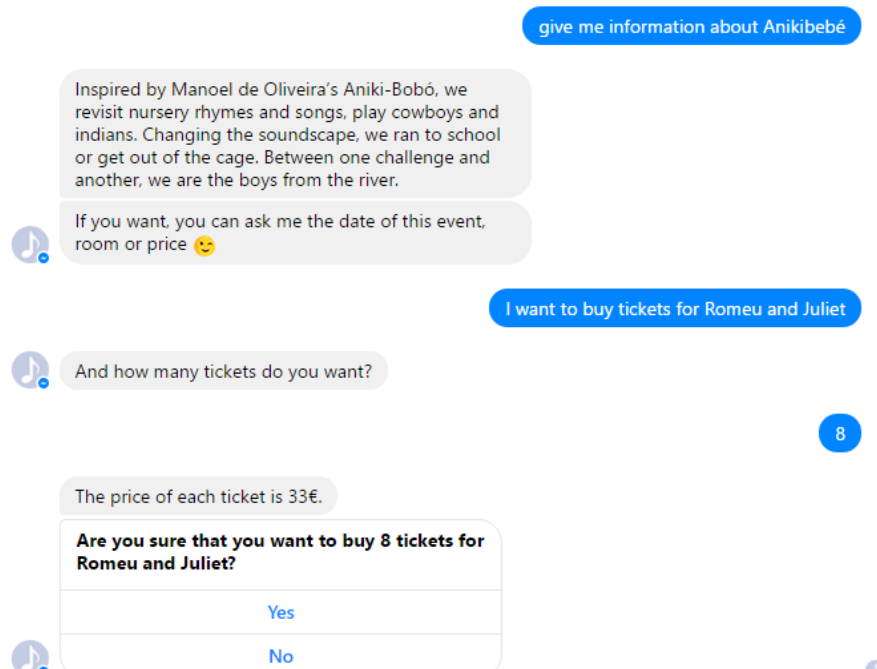 give me information about Anikibebé
Inspired by Manoel de Oliveira's Aniki-Bobó, we
revisit nursery rhymes and songs, play cowboys and
indians. Changing the soundscape, we ran to school
or get out of the cage. Between one challenge and
another, we are the boys from the river.
If you want, you can ask me the date of this event,
room or price 😉
I want to buy tickets for Romeu and Juliet
And how many tickets do you want?
8
The price of each ticket is 33€.
Are you sure that you want to buy 8 tickets for
Romeu and Juliet?
Yes
No